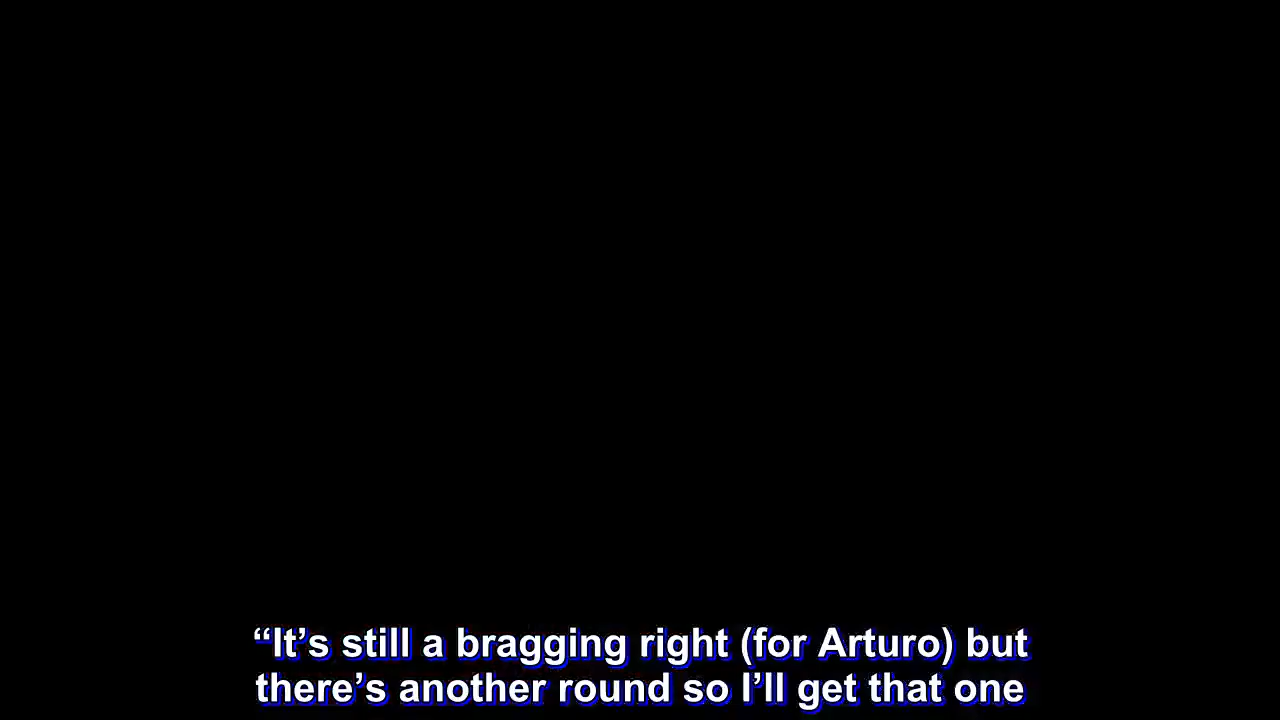 “It’s still a bragging right (for Arturo) but
there’s another round so I’ll get that one